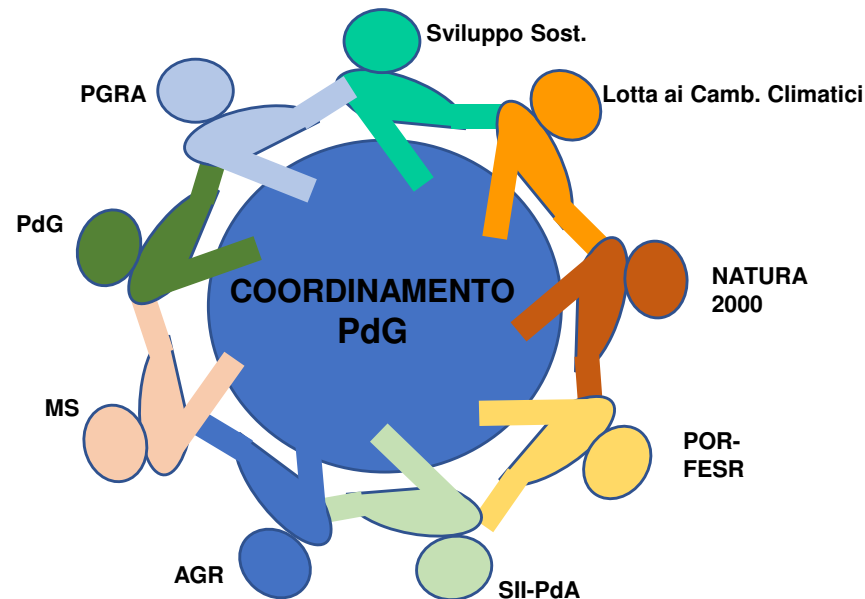 Sviluppo Sost.
PGRA
Lotta ai Camb. Climatici
PdG
NATURA
2000
COORDINAMENTO
PdG
MS
POR-
FESR
AGR
SII-PdA